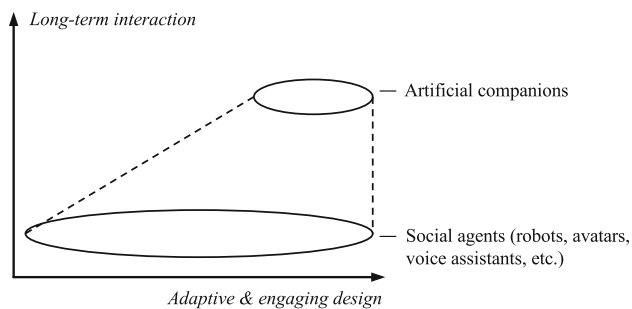 Long-term interaction
— Artificial companions
— Social agents (robots, avatars,
voice assistants, etc.)
Adaptive & engaging design